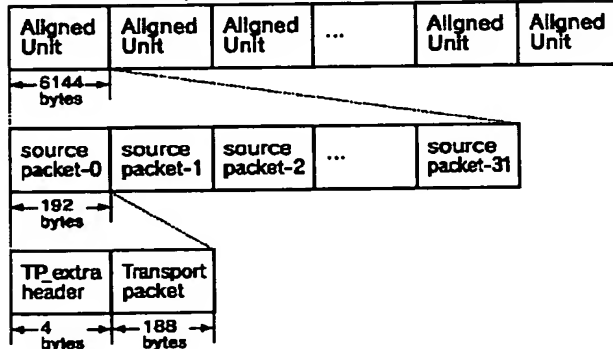 Aligned Unit
Aligned Unit
Aligned Unit
...
Aligned Unit
Aligned Unit
6144 bytes
source packet-0
source packet-1
source packet-2
...
source packet-31
192 bytes
TP_extra header
Transport packet
4 bytes
188 bytes